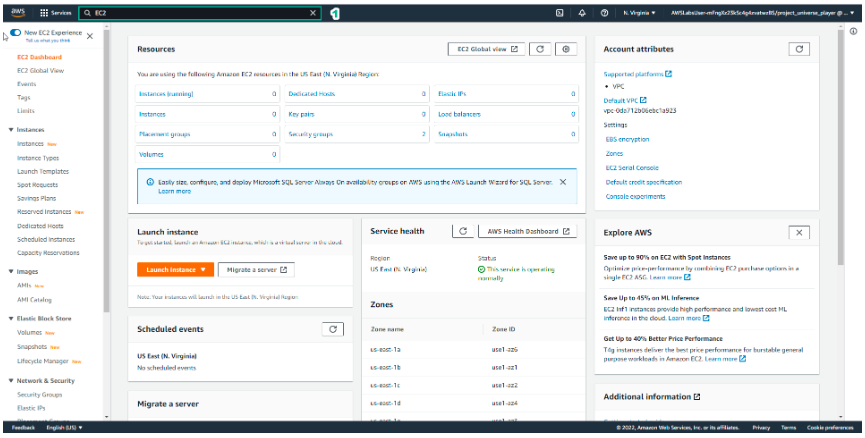 aws Services EC2 1 N. Virginia
New EC2 Experience
Tell us what you think
EC2 Dashboard
EC2 Global View
Events
Tags
Limits
Instances
Instances New
Instance Types
Launch Templates
Spot Requests
Savings Plans
Reserved Instances New
Dedicated Hosts
Scheduled Instances
Capacity Reservations
Images
AMIs New
AMI Catalog
Elastic Block Store
Volumes New
Snapshots New
Lifecycle Manager New
Network & Security
Security Groups
Elastic IPs
Resources
EC2 Global view
You are using the following Amazon EC2 resources in the US East (N. Virginia) Region:
Instances (running) 0 Dedicated Hosts 0 Elastic IPs 0
Instances 0 Key pairs 0 Load balancers 0
Placement groups 0 Security groups 2 Snapshots 0
Volumes 0
Easily size, configure, and deploy Microsoft SQL Server Always On availability groups on AWS using the AWS Launch Wizard for SQL Server.
Learn more
Launch instance
To get started, launch an Amazon EC2 instance, which is a virtual server in the cloud.
Launch instance Migrate a server
Note: Your instances will launch in the US East (N. Virginia) Region
Scheduled events
US East (N. Virginia)
No scheduled events
Migrate a server
Service health
AWS Health Dashboard
Region Status
US East (N. Virginia) This service is operating
normally
Zones
Zone name Zone ID
us-east-1a use1-az6
us-east-1b use1-az1
us-east-1c use1-az2
us-east-1d use1-az4
Account attributes
Supported platforms
VPC
Default VPC
Settings
EBS encryption
Zones
EC2 Serial Console
Default credit specification
Console experiments
Explore AWS
Save up to 90% on EC2 with Spot Instances
Optimize price-performance by combining EC2 purchase options in a
single EC2 ASG. Learn more
Save Up to 45% on ML Inference
EC2 Inf1 instances provide high performance and lowest cost ML
inference in the cloud. Learn more
Get Up to 40% Better Price Performance
T4g instances deliver the best price performance for burstable general
purpose workloads in Amazon EC2. Learn more
Additional information
Feedback English (US) © 2022, Amazon Web Services, Inc. or its affiliates. Privacy Terms Cookie preferences